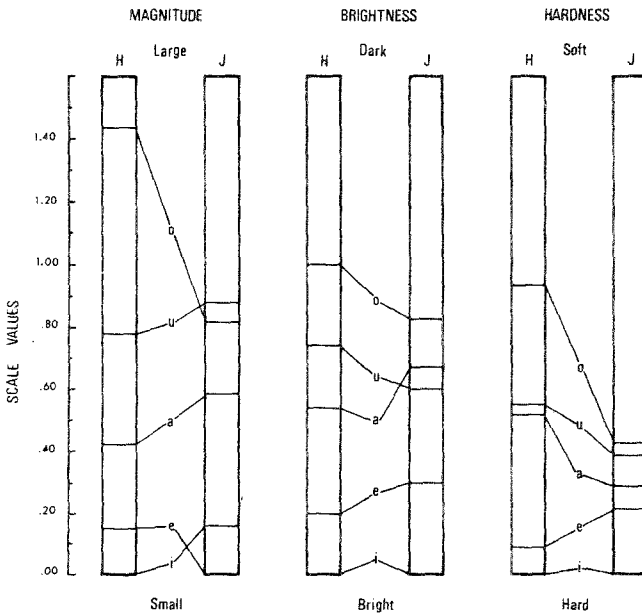 MAGNITUDE BRIGHTNESS HARDNESS
Large Dark Soft
H J H J H J
1.40
1.20
1.00
.80
.60
.40
.20
.00
SCALE VALUES
o
u
a
e
i
o
u
a
e
i
o
u
a
e
i
Small Bright Hard